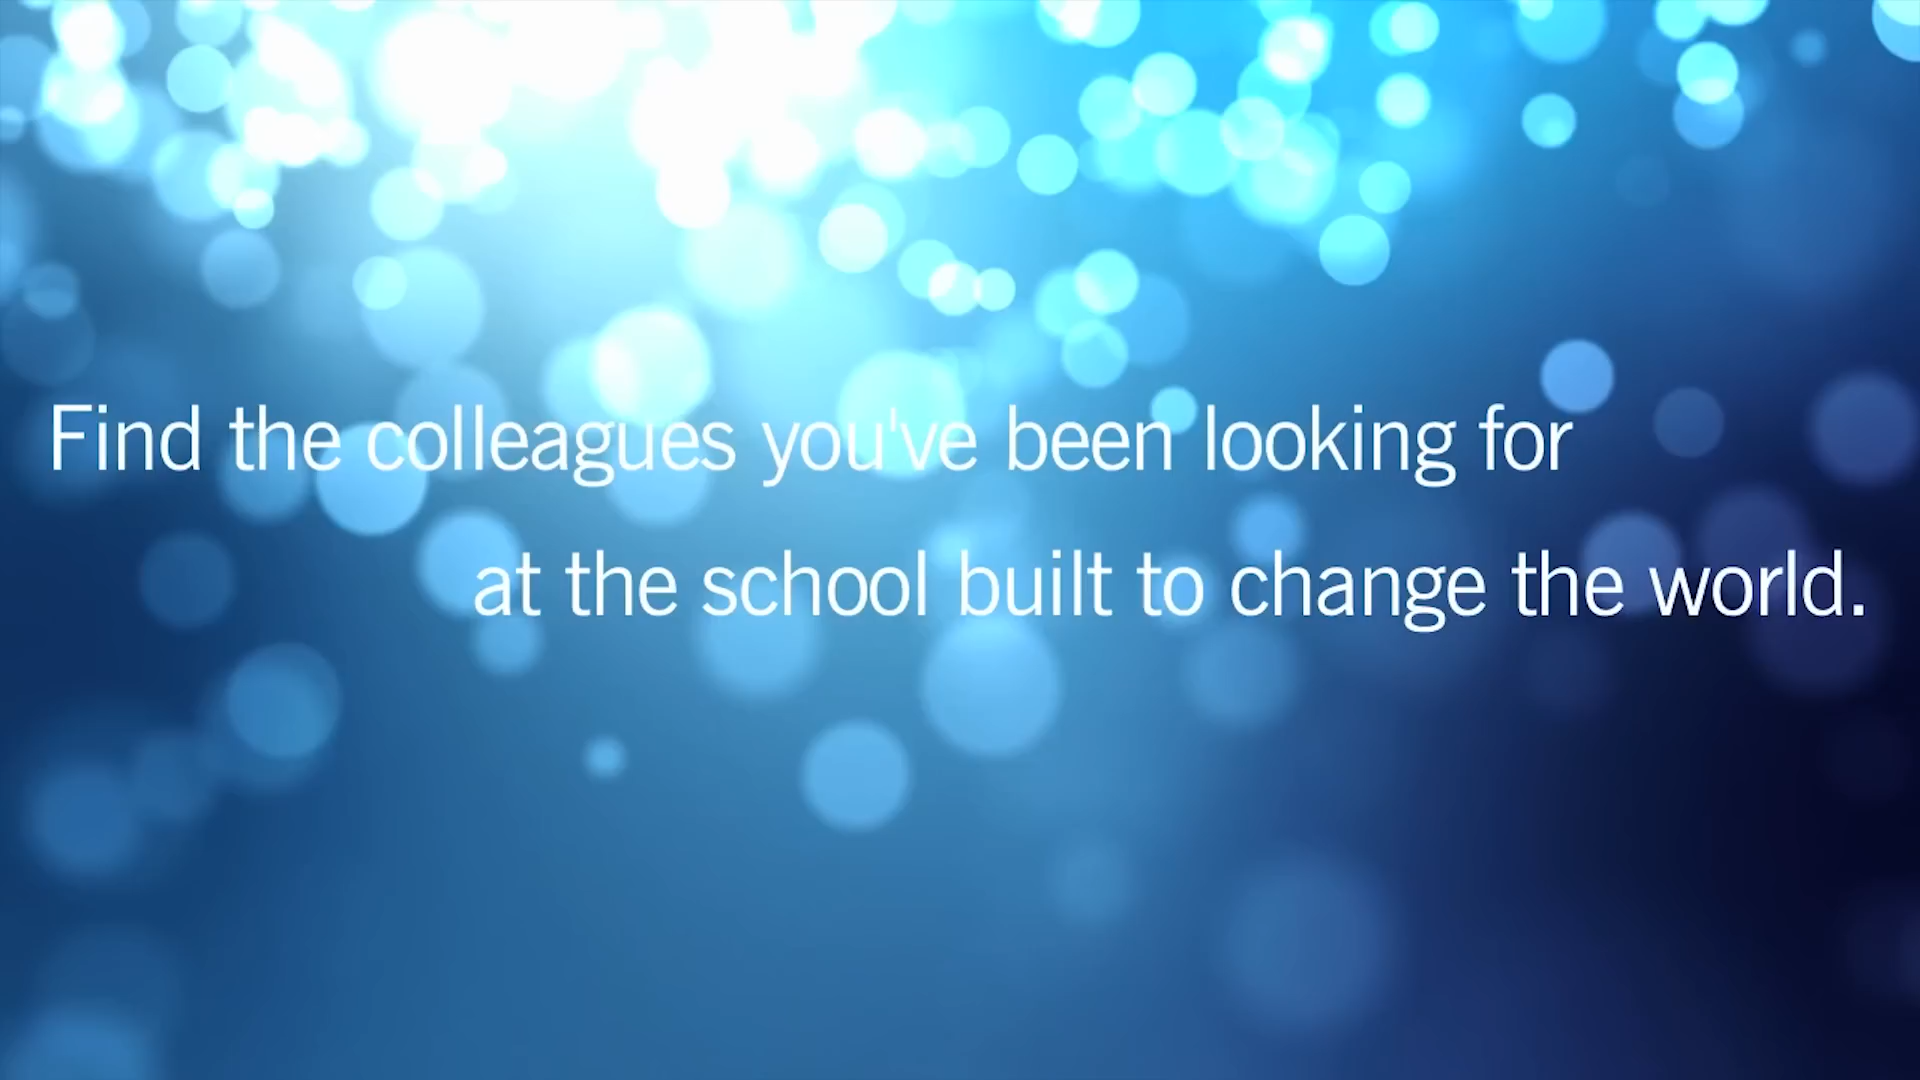 Find the colleagues you've been looking for
at the school built to change the world.